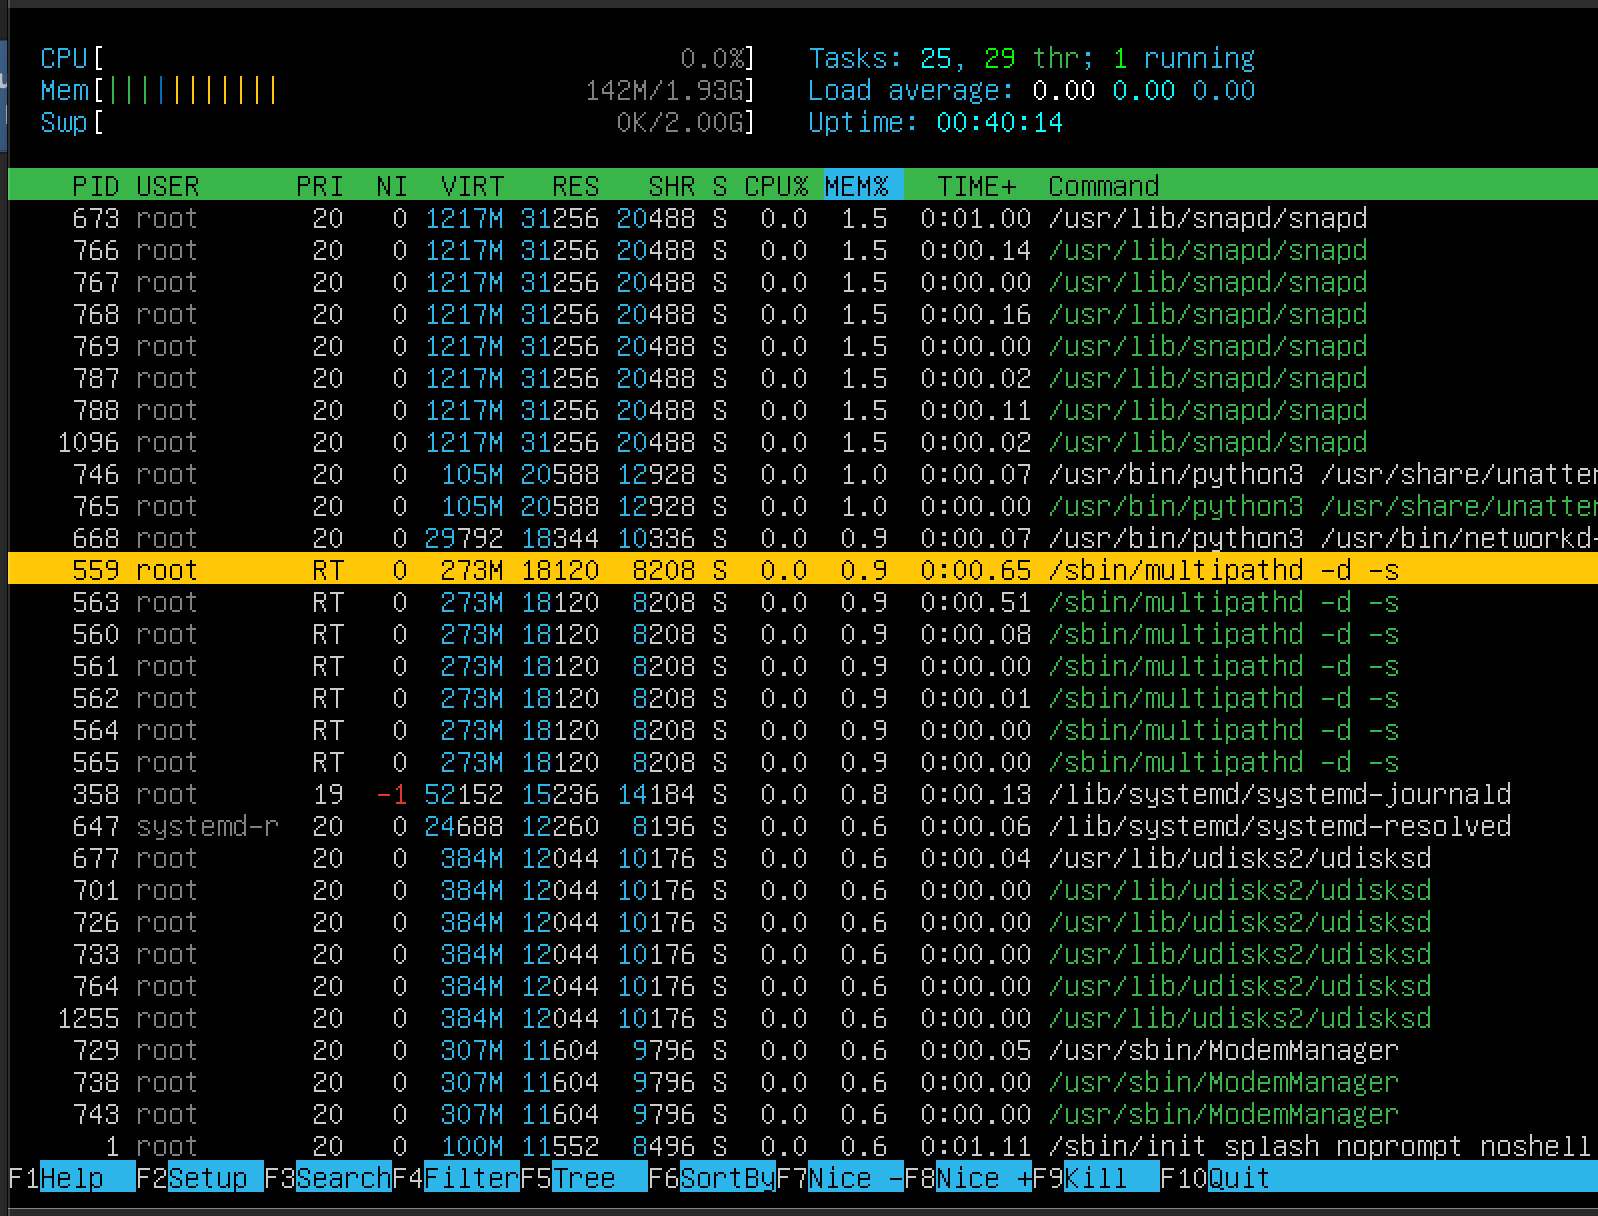 CPU[ 0.0%] Tasks: 25, 29 thr; 1 running
Mem[||||||||||| 142M/1.93G] Load average: 0.00 0.00 0.00
Swp[ 0K/2.00G] Uptime: 00:40:14
PID USER PRI NI VIRT RES SHR S CPU% MEM% TIME+ Command
673 root 20 0 1217M 31256 20488 S 0.0 1.5 0:01.00 /usr/lib/snapd/snapd
766 root 20 0 1217M 31256 20488 S 0.0 1.5 0:00.14 /usr/lib/snapd/snapd
767 root 20 0 1217M 31256 20488 S 0.0 1.5 0:00.00 /usr/lib/snapd/snapd
768 root 20 0 1217M 31256 20488 S 0.0 1.5 0:00.16 /usr/lib/snapd/snapd
769 root 20 0 1217M 31256 20488 S 0.0 1.5 0:00.00 /usr/lib/snapd/snapd
787 root 20 0 1217M 31256 20488 S 0.0 1.5 0:00.02 /usr/lib/snapd/snapd
788 root 20 0 1217M 31256 20488 S 0.0 1.5 0:00.11 /usr/lib/snapd/snapd
1096 root 20 0 1217M 31256 20488 S 0.0 1.5 0:00.02 /usr/lib/snapd/snapd
746 root 20 0 105M 20588 12928 S 0.0 1.0 0:00.07 /usr/bin/python3 /usr/share/unatten
765 root 20 0 105M 20588 12928 S 0.0 1.0 0:00.00 /usr/bin/python3 /usr/share/unatten
668 root 20 0 29792 18344 10336 S 0.0 0.9 0:00.07 /usr/bin/python3 /usr/bin/networkd-
559 root RT 0 273M 18120 8208 S 0.0 0.9 0:00.65 /sbin/multipathd -d -s
563 root RT 0 273M 18120 8208 S 0.0 0.9 0:00.51 /sbin/multipathd -d -s
560 root RT 0 273M 18120 8208 S 0.0 0.9 0:00.08 /sbin/multipathd -d -s
561 root RT 0 273M 18120 8208 S 0.0 0.9 0:00.00 /sbin/multipathd -d -s
562 root RT 0 273M 18120 8208 S 0.0 0.9 0:00.01 /sbin/multipathd -d -s
564 root RT 0 273M 18120 8208 S 0.0 0.9 0:00.00 /sbin/multipathd -d -s
565 root RT 0 273M 18120 8208 S 0.0 0.9 0:00.00 /sbin/multipathd -d -s
358 root 19 -1 52152 15236 14184 S 0.0 0.8 0:00.13 /lib/systemd/systemd-journald
647 systemd-r 20 0 24688 12260 8196 S 0.0 0.6 0:00.06 /lib/systemd/systemd-resolved
677 root 20 0 384M 12044 10176 S 0.0 0.6 0:00.04 /usr/lib/udisks2/udisksd
701 root 20 0 384M 12044 10176 S 0.0 0.6 0:00.00 /usr/lib/udisks2/udisksd
726 root 20 0 384M 12044 10176 S 0.0 0.6 0:00.00 /usr/lib/udisks2/udisksd
733 root 20 0 384M 12044 10176 S 0.0 0.6 0:00.00 /usr/lib/udisks2/udisksd
764 root 20 0 384M 12044 10176 S 0.0 0.6 0:00.00 /usr/lib/udisks2/udisksd
1255 root 20 0 384M 12044 10176 S 0.0 0.6 0:00.00 /usr/lib/udisks2/udisksd
729 root 20 0 307M 11604 9796 S 0.0 0.6 0:00.05 /usr/sbin/ModemManager
738 root 20 0 307M 11604 9796 S 0.0 0.6 0:00.00 /usr/sbin/ModemManager
743 root 20 0 307M 11604 9796 S 0.0 0.6 0:00.00 /usr/sbin/ModemManager
1 root 20 0 100M 11552 8496 S 0.0 0.6 0:01.11 /sbin/init splash noprompt noshell
F1Help F2Setup F3SearchF4FilterF5Tree F6SortByF7Nice -F8Nice +F9Kill F10Quit